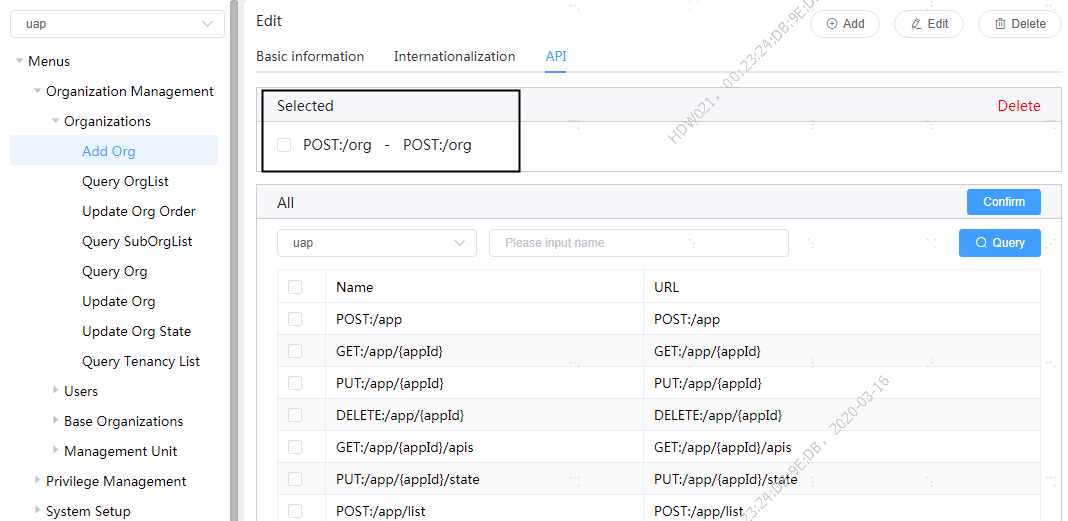 uap
Menus
Organization Management
Organizations
Add Org
Query OrgList
Update Org Order
Query SubOrgList
Query Org
Update Org
Update Org State
Query Tenancy List
Users
Base Organizations
Management Unit
Privilege Management
System Setup
Edit
Add
Edit
Delete
Basic information
Internationalization
API
Selected
Delete
POST:/org - POST:/org
All
Confirm
uap
Please input name
Query
Name URL
POST:/app POST:/app
GET:/app/{appId} GET:/app/{appId}
PUT:/app/{appId} PUT:/app/{appId}
DELETE:/app/{appId} DELETE:/app/{appId}
GET:/app/{appId}/apis GET:/app/{appId}/apis
PUT:/app/{appId}/state PUT:/app/{appId}/state
POST:/app/list POST:/app/list
HDW021, 00:23:24:DB:9E:DB
23:24:DB:9E:DB, 2020-03-16